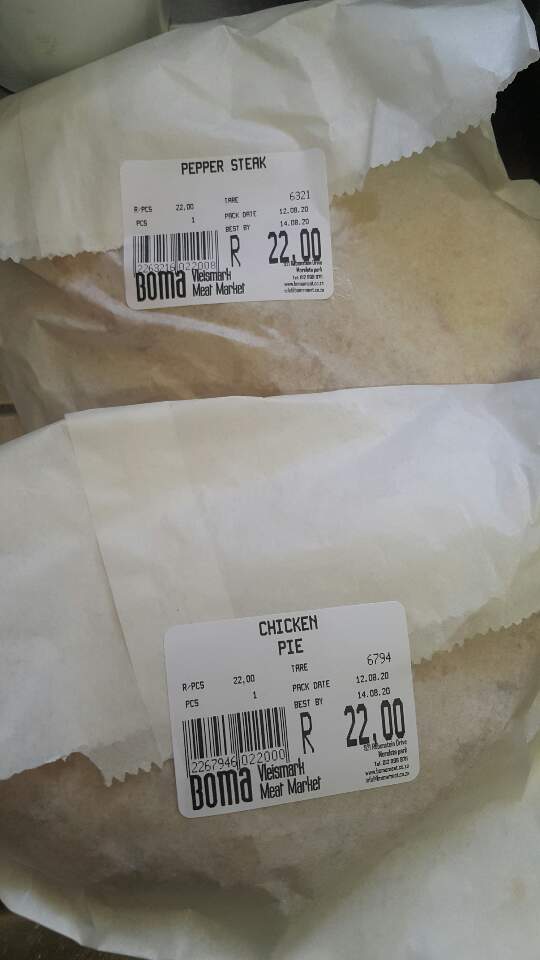 PEPPER STEAK
TARE 6321
R/PCS 22,00 PACK DATE 12.08.20
PCS 1 BEST BY 14.08.20
R 22,00
2263216 022008
BOMA Vleismark
Meat Market
CHICKEN
PIE
TARE 6794
R/PCS 22,00 PACK DATE 12.08.20
PCS 1 BEST BY 14.08.20
R 22,00
2267946 022000
BOMA Vleismark
Meat Market